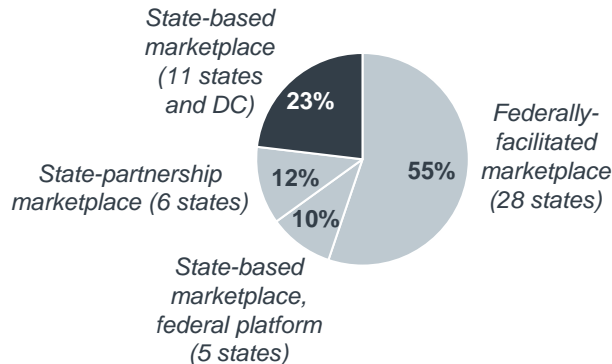 State-based
marketplace
(11 states
and DC)
23%
Federally-
facilitated
marketplace
(28 states)
55%
State-partnership
marketplace (6 states)
12%
10%
State-based
marketplace,
federal platform
(5 states)